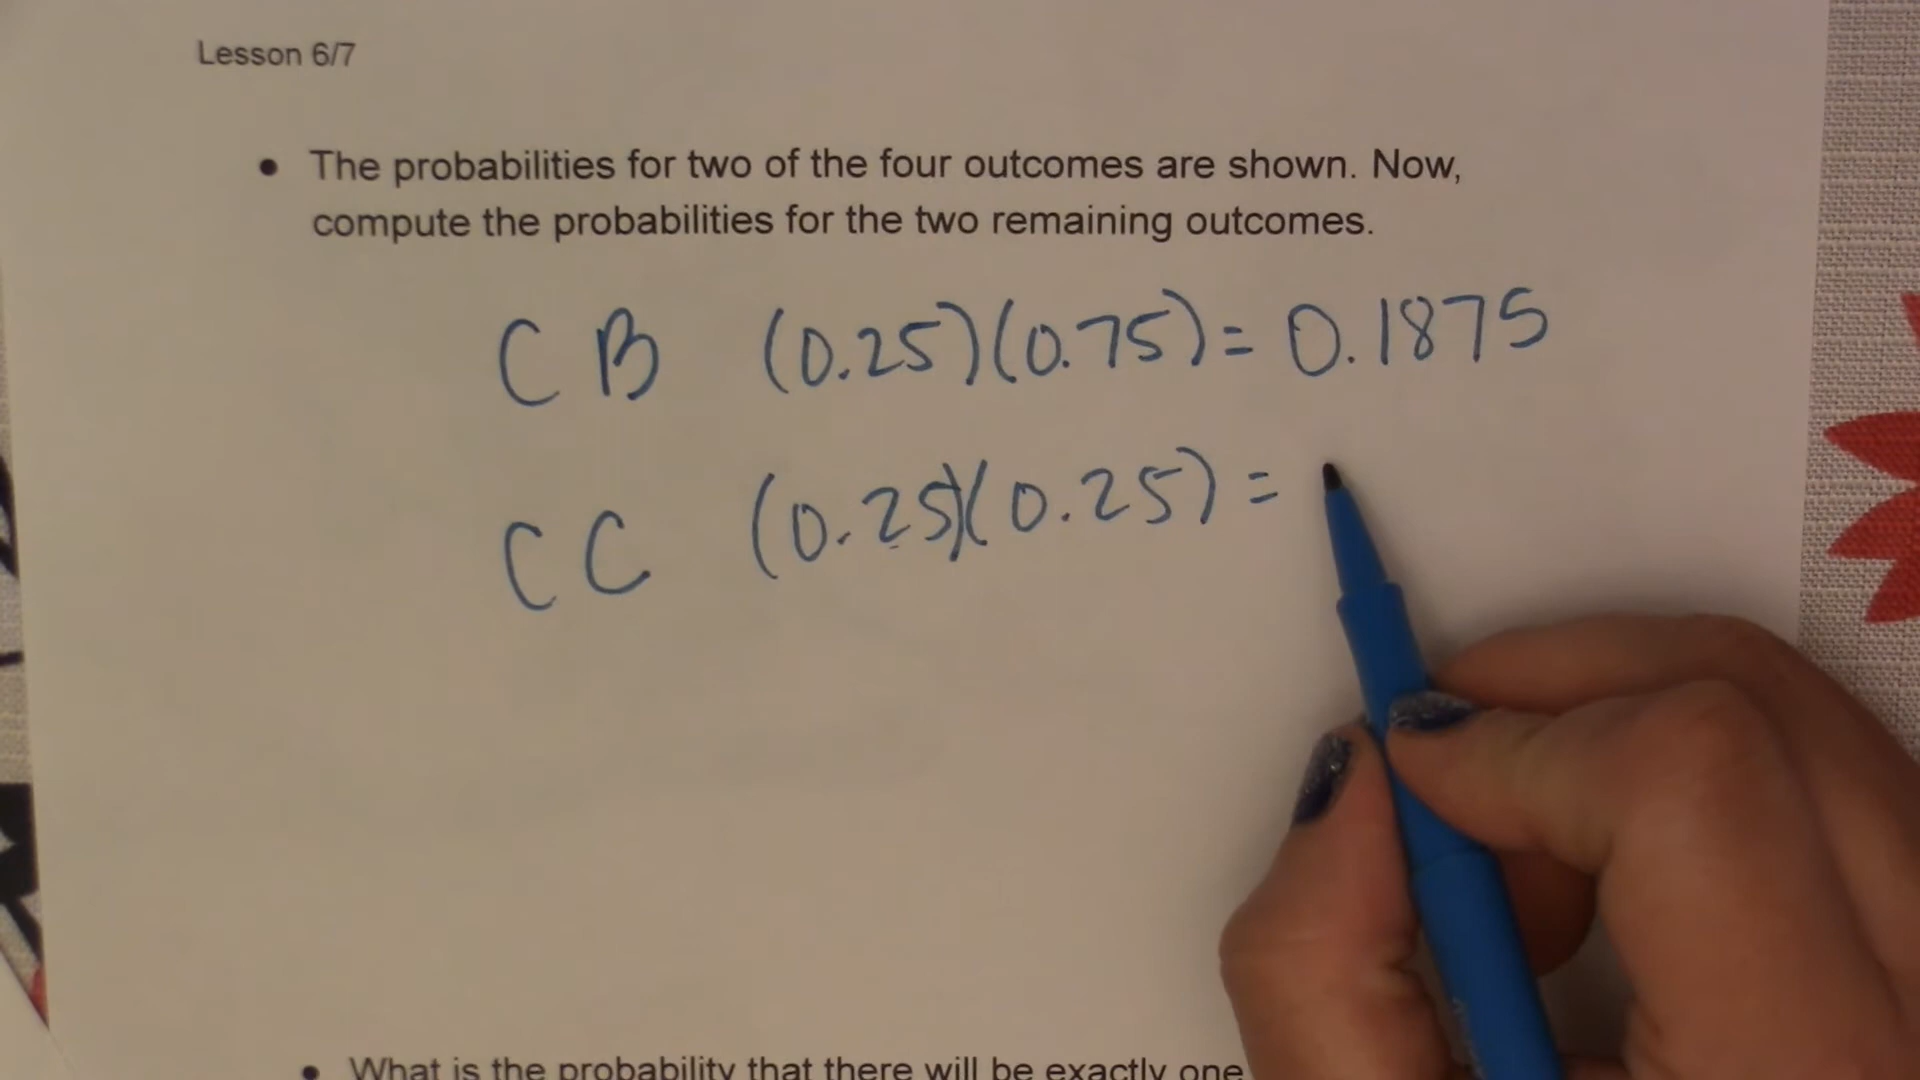 Lesson 6/7
• The probabilities for two of the four outcomes are shown. Now,
compute the probabilities for the two remaining outcomes.
C B (0.25)(0.75) = 0.1875
C C (0.25)(0.25) =
• What is the probability that there will be exactly one